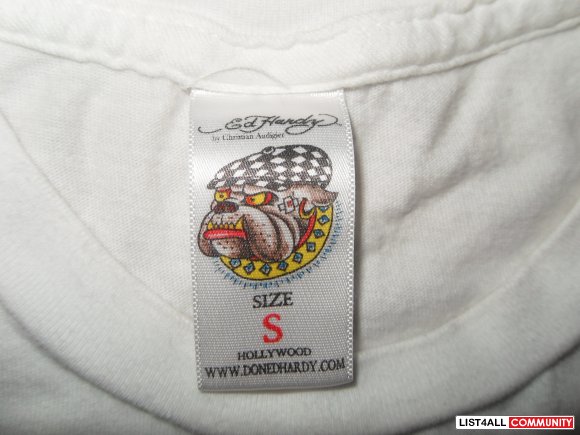 Ed Hardy
by Christian Audigier
SIZE
S
HOLLYWOOD
WWW.DONEDHARDY.COM
LIST4ALL COMMUNITY